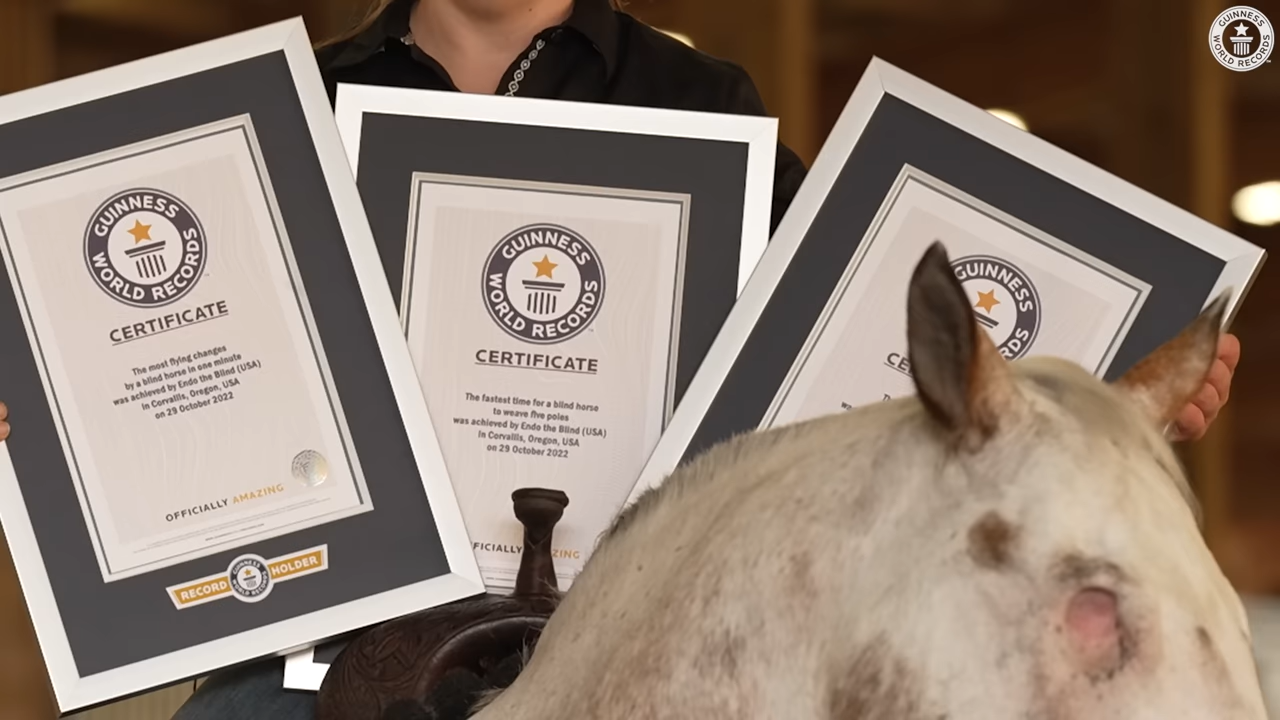 GUINNESS
WORLD RECORDS
GUINNESS
WORLD RECORDS
CERTIFICATE
The most flying changes
by a blind horse in one minute
was achieved by Endo the Blind (USA)
in Corvallis, Oregon, USA
on 29 October 2022
OFFICIALLY AMAZING
RECORD HOLDER
GUINNESS
WORLD RECORDS
CERTIFICATE
The fastest time for a blind horse
to weave five poles
was achieved by Endo the Blind (USA)
in Corvallis, Oregon, USA
on 29 October 2022
FICIALLY
ZING
GUINNESS
RECORDS
CE